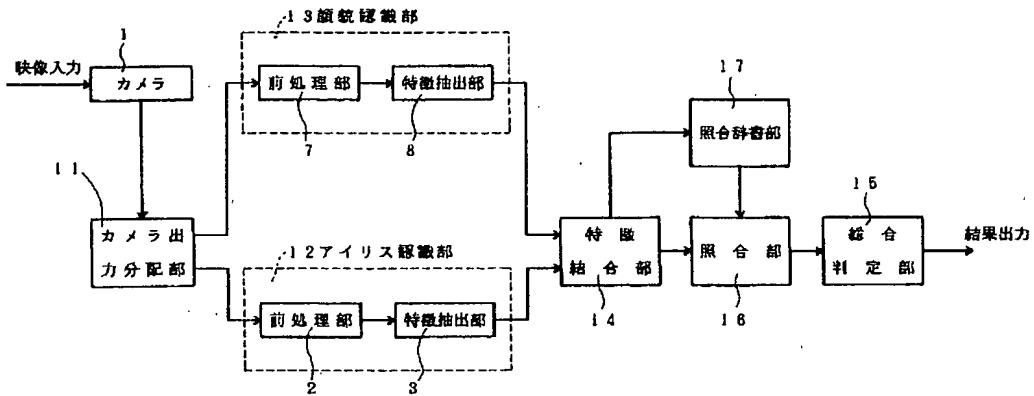 13顔貌認識部
1
映像入力
カメラ
前処理部
特徴抽出部
7
8
17
照合辞書部
11
カメラ出
力分配部
12アイリス認識部
前処理部
特徴抽出部
2
3
特徴
結合部
14
照合部
16
15
総合
判定部
結果出力